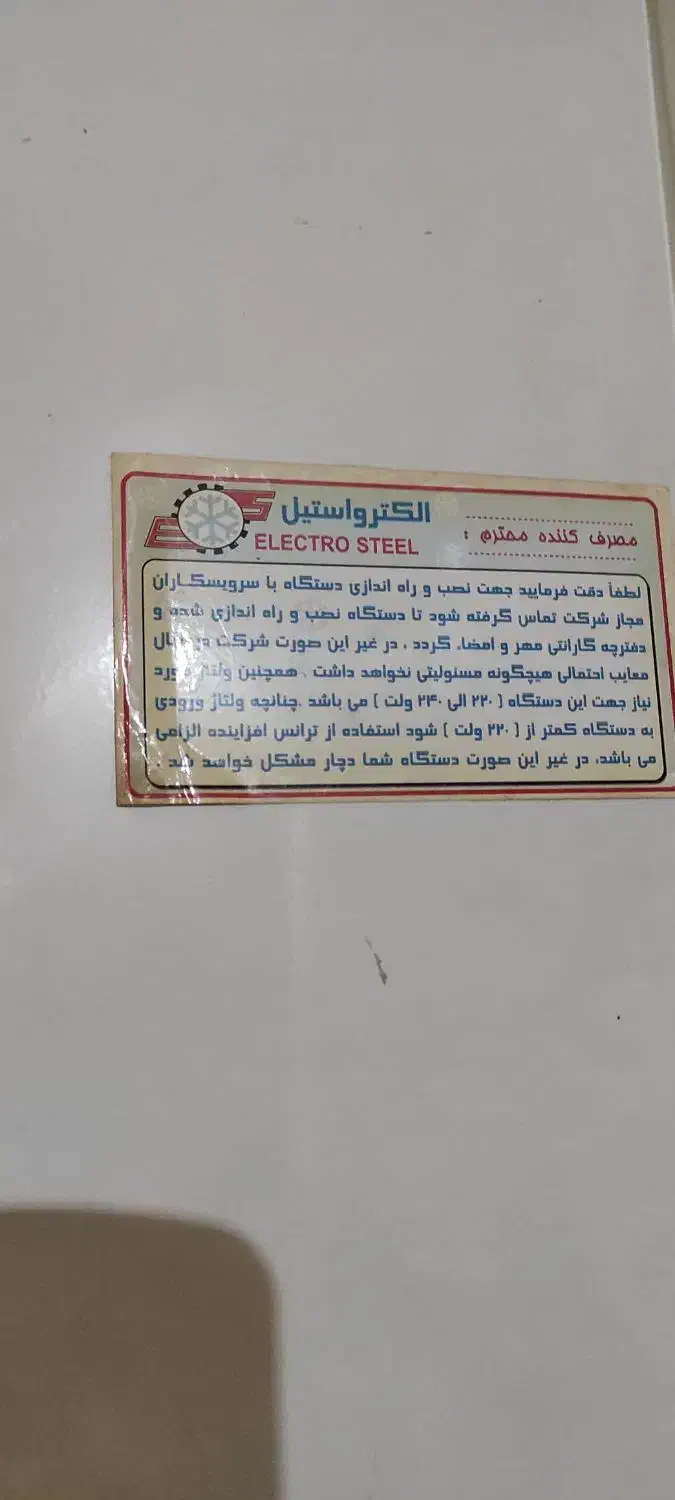 الکترواستیل
ELECTRO STEEL
مصرف کننده محترم :
لطفاً دقت فرمایید جهت نصب و راه اندازی دستگاه با سرویسکاران
مجاز شرکت تماس گرفته شود تا دستگاه نصب و راه اندازی شده و
دفترچه گارانتی مهر و امضاء گردد . در غیر این صورت شرکت در قبال
معایب احتمالی هیچگونه مسئولیتی نخواهد داشت . همچنین ولتاژ مورد
نیاز جهت این دستگاه ( ۲۲۰ الی ۲۴۰ ولت ) می باشد .چنانچه ولتاژ ورودی
به دستگاه کمتر از ( ۲۲۰ ولت ) شود استفاده از ترانس افزاینده الزامی
می باشد، در غیر این صورت دستگاه شما دچار مشکل خواهد شد .